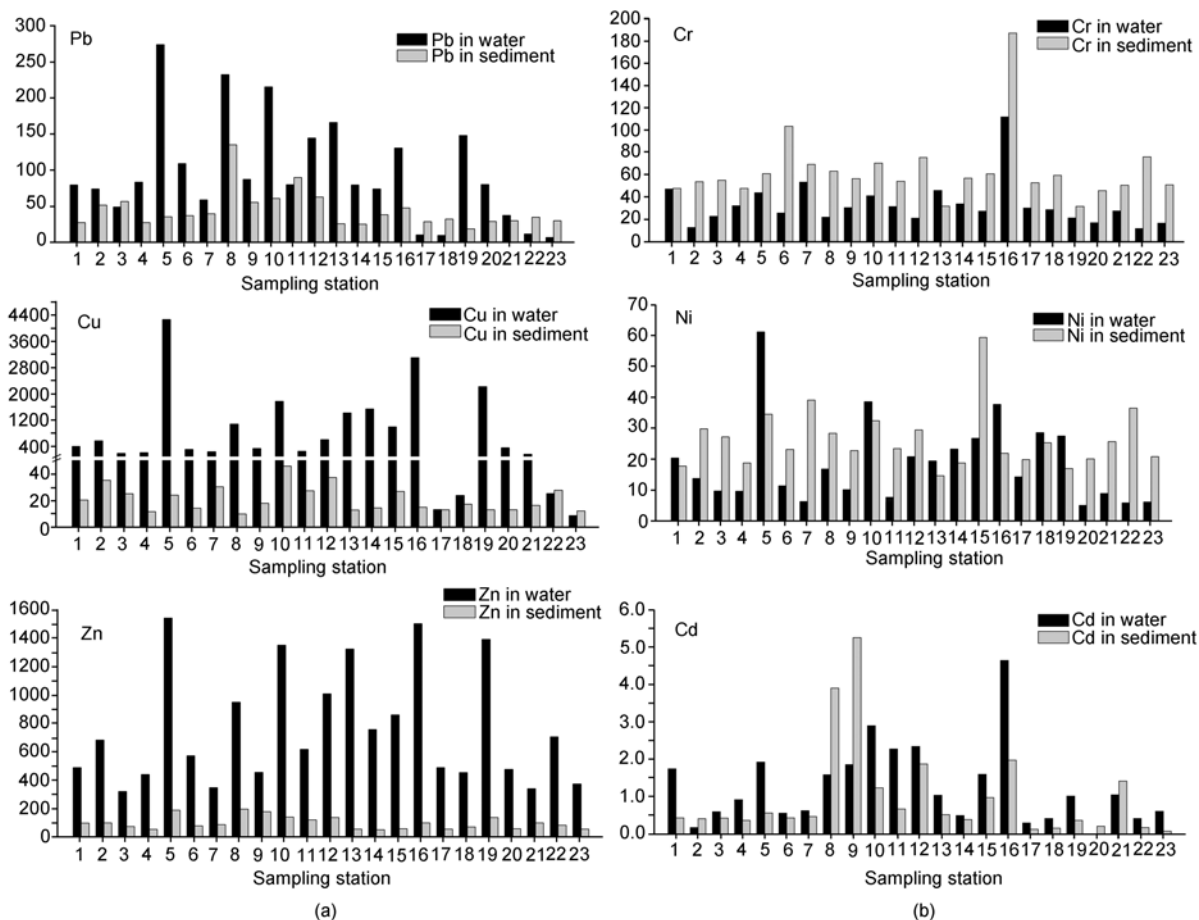 Pb
Pb in water
Pb in sediment
300
250
200
150
100
50
0
1 2 3 4 5 6 7 8 9 10 11 12 13 14 15 16 17 18 19 20 21 22 23
Sampling station
Cu
Cu in water
Cu in sediment
4400
3600
2800
2000
1200
400
40
20
0
1 2 3 4 5 6 7 8 9 10 11 12 13 14 15 16 17 18 19 20 21 22 23
Sampling station
Zn
Zn in water
Zn in sediment
1600
1400
1200
1000
800
600
400
200
0
1 2 3 4 5 6 7 8 9 10 11 12 13 14 15 16 17 18 19 20 21 22 23
Sampling station
(a)
Cr
Cr in water
Cr in sediment
200
180
160
140
120
100
80
60
40
20
0
1 2 3 4 5 6 7 8 9 10 11 12 13 14 15 16 17 18 19 20 21 22 23
Sampling station
Ni
Ni in water
Ni in sediment
70
60
50
40
30
20
10
0
1 2 3 4 5 6 7 8 9 10 11 12 13 14 15 16 17 18 19 20 21 22 23
Sampling station
Cd
Cd in water
Cd in sediment
6.0
5.0
4.0
3.0
2.0
1.0
0.0
1 2 3 4 5 6 7 8 9 10 11 12 13 14 15 16 17 18 19 20 21 22 23
Sampling station
(b)